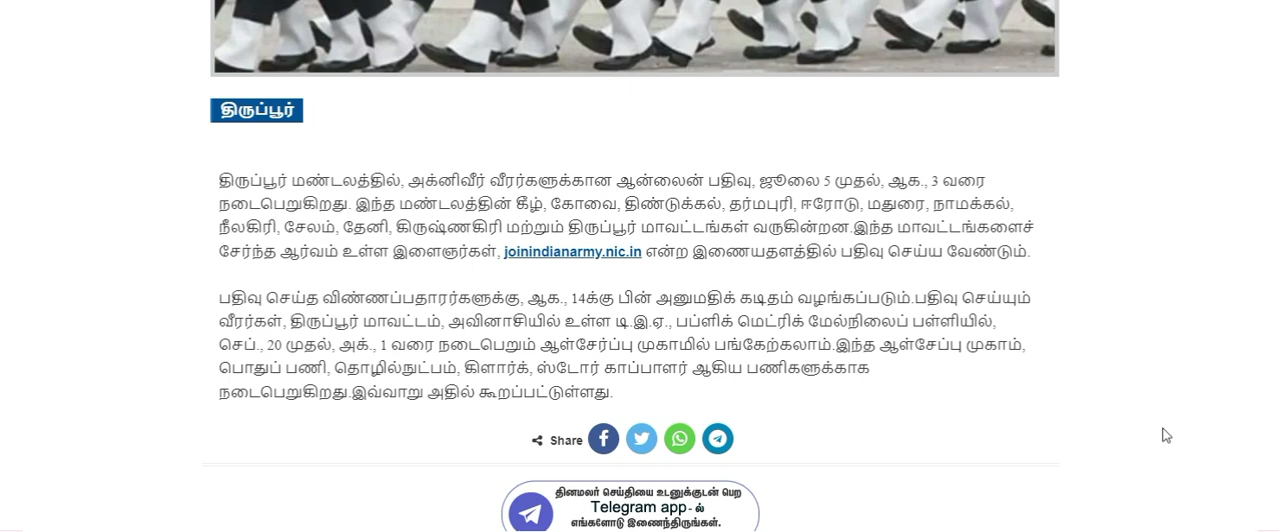 திருப்பூர்
திருப்பூர் மண்டலத்தில், அக்னிவீர் வீரர்களுக்கான ஆன்லைன் பதிவு, ஜூலை 5 முதல், ஆக., 3 வரை
நடைபெறுகிறது. இந்த மண்டலத்தின் கீழ், கோவை, திண்டுக்கல், தர்மபுரி, ஈரோடு, மதுரை, நாமக்கல்,
நீலகிரி, சேலம், தேனி, கிருஷ்ணகிரி மற்றும் திருப்பூர் மாவட்டங்கள் வருகின்றன.இந்த மாவட்டங்களைச்
சேர்ந்த ஆர்வம் உள்ள இளைஞர்கள், joinindianarmy.nic.in என்ற இணையதளத்தில் பதிவு செய்ய வேண்டும்.
பதிவு செய்த விண்ணப்பதாரர்களுக்கு, ஆக., 14க்கு பின் அனுமதிக் கடிதம் வழங்கப்படும்.பதிவு செய்யும்
வீரர்கள், திருப்பூர் மாவட்டம், அவினாசியில் உள்ள டி.இ.ஏ., பப்ளிக் மெட்ரிக் மேல்நிலைப் பள்ளியில்,
செப்., 20 முதல், அக்., 1 வரை நடைபெறும் ஆள்சேர்ப்பு முகாமில் பங்கேற்கலாம்.இந்த ஆள்சேப்பு முகாம்,
பொதுப் பணி, தொழில்நுட்பம், கிளார்க், ஸ்டோர் காப்பாளர் ஆகிய பணிகளுக்காக
நடைபெறுகிறது.இவ்வாறு அதில் கூறப்பட்டுள்ளது.
Share
தினமலர் செய்தியை உடனுக்குடன் பெற
Telegram app-ல்
எங்களோடு இணைந்திருங்கள்.